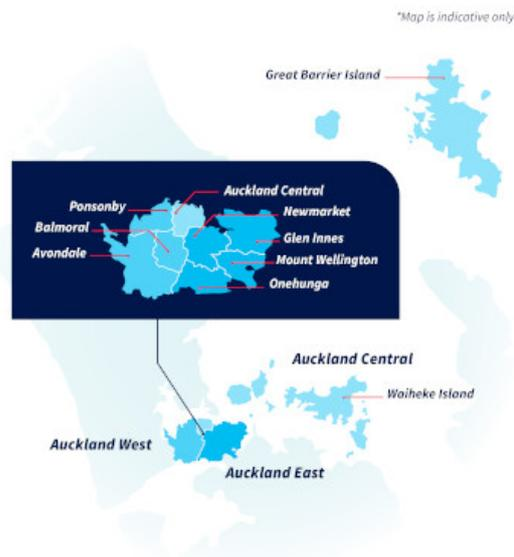 *Map is indicative only
Great Barrier Island
Auckland Central
Ponsonby
Newmarket
Balmoral
Glen Innes
Avondale
Mount Wellington
Onehunga
Auckland Central
Waiheke Island
Auckland West
Auckland East